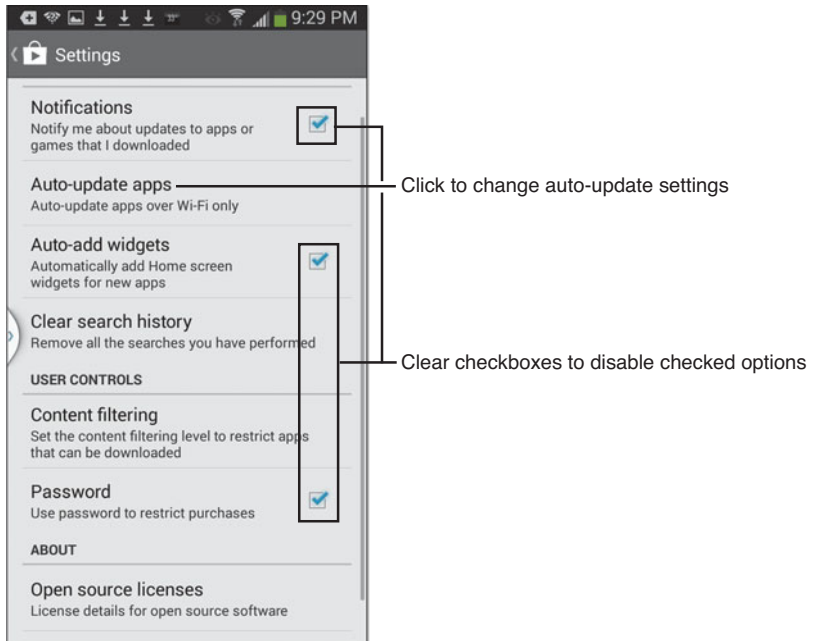 9:29 PM
Settings
Notifications
Notify me about updates to apps or
games that I downloaded
Auto-update apps
Auto-update apps over Wi-Fi only
Click to change auto-update settings
Auto-add widgets
Automatically add Home screen
widgets for new apps
Clear search history
Remove all the searches you have performed
Clear checkboxes to disable checked options
USER CONTROLS
Content filtering
Set the content filtering level to restrict apps
that can be downloaded
Password
Use password to restrict purchases
ABOUT
Open source licenses
License details for open source software